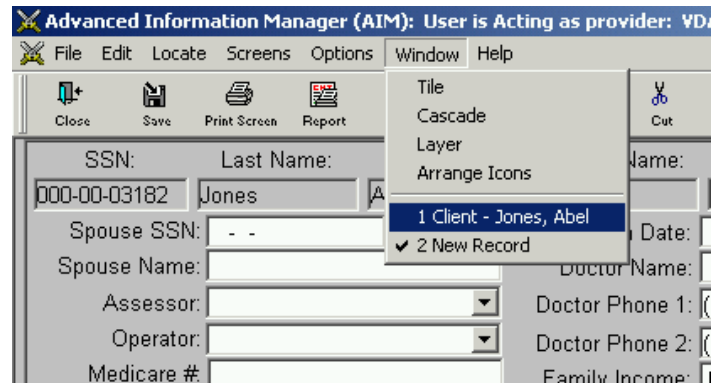 Advanced Information Manager (AIM): User is Acting as provider: VDA
File Edit Locate Screens Options Window Help
Close Save Print Screen Report Cut
Tile
Cascade
Layer
Arrange Icons
1 Client - Jones, Abel
2 New Record
SSN: Last Name: Name:
000-00-03182 Jones A
Spouse SSN: - - Date:
Spouse Name: Doctor Name:
Assessor: Doctor Phone 1: (
Operator: Doctor Phone 2: (
Medicare #: Family Income: